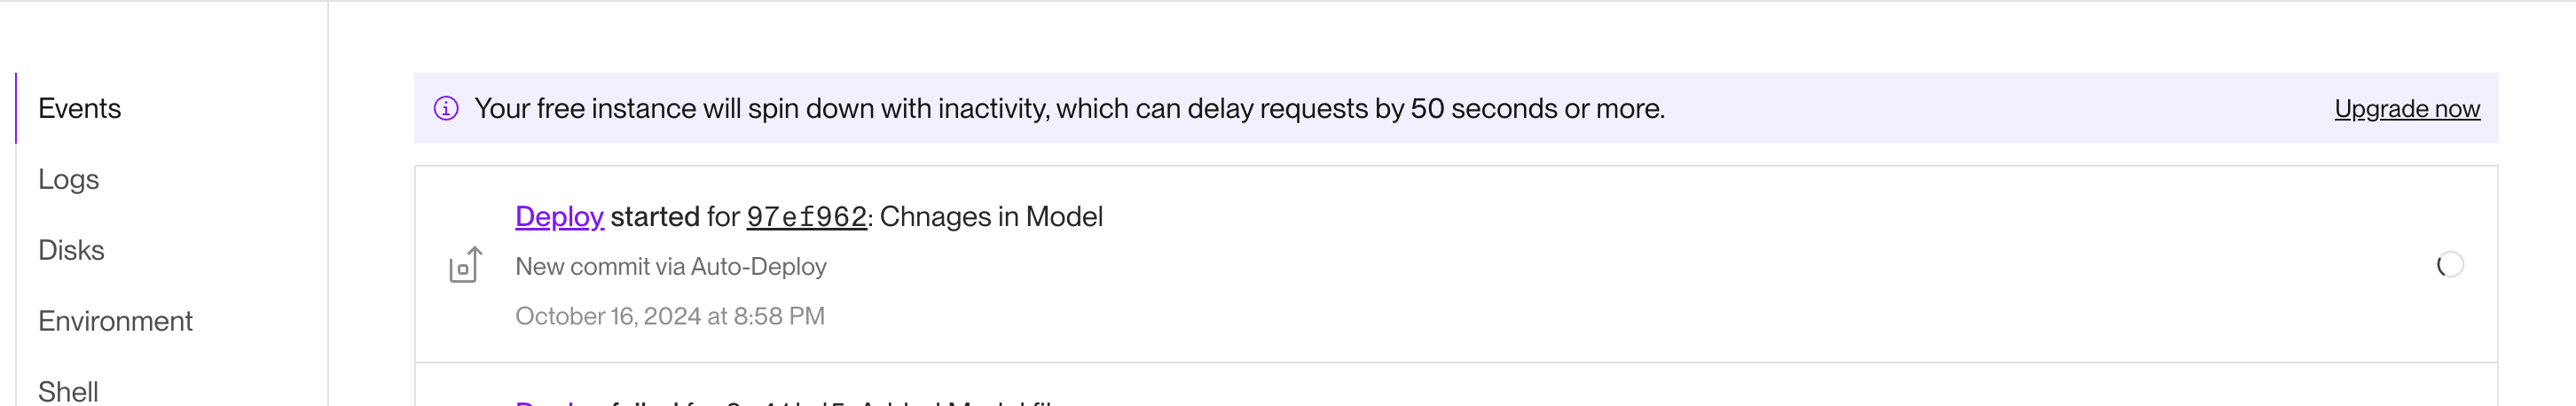 Events
Logs
Disks
Environment
Shell
Your free instance will spin down with inactivity, which can delay requests by 50 seconds or more.
Upgrade now
Deploy started for 97ef962: Chnages in Model
New commit via Auto-Deploy
October 16, 2024 at 8:58 PM